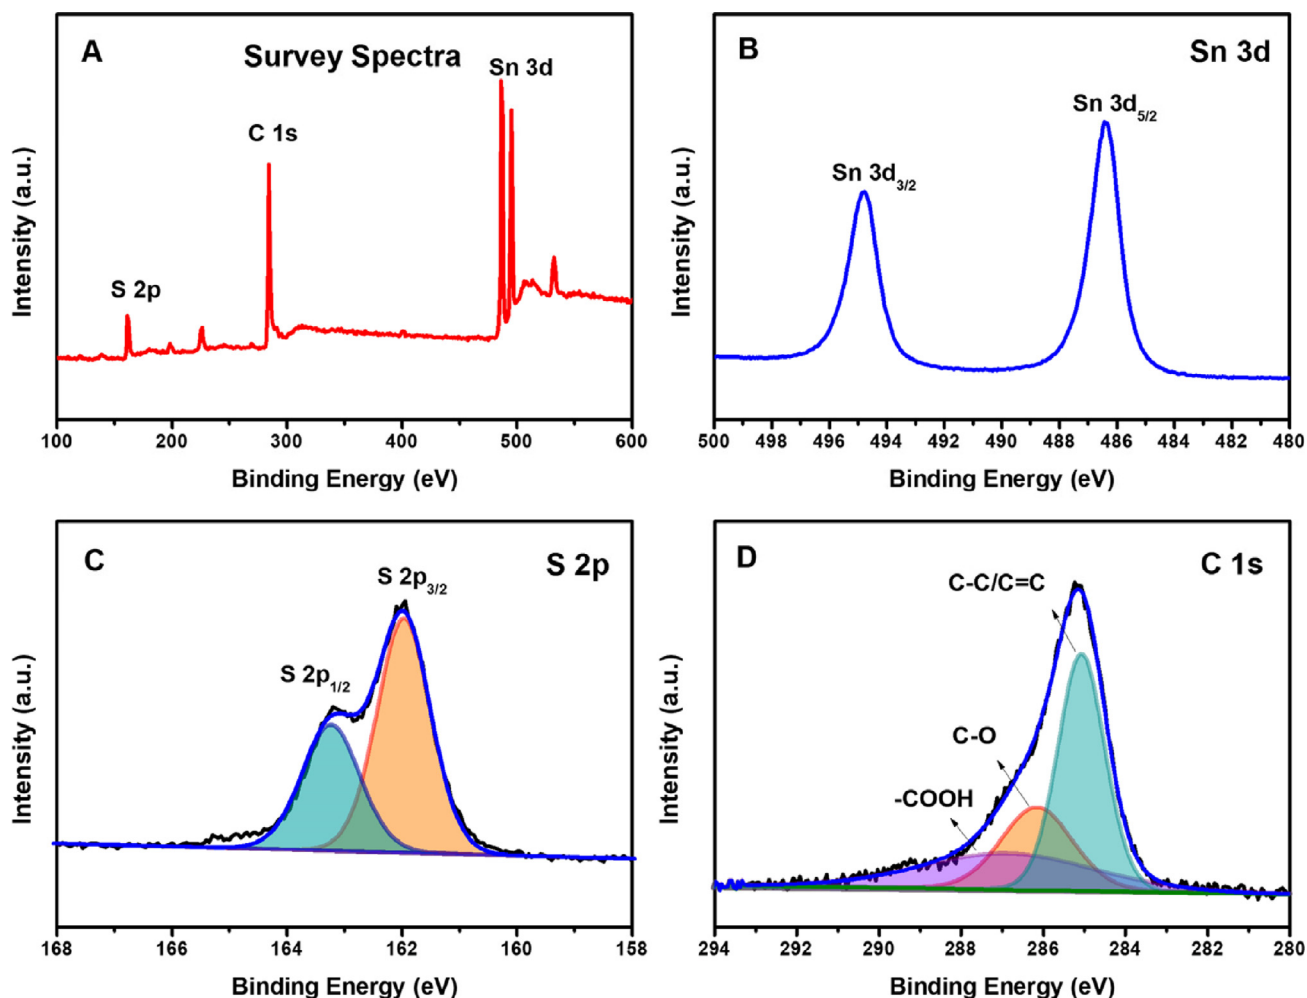 A
Survey Spectra
Sn 3d
C 1s
S 2p
Intensity (a.u.)
100 200 300 400 500 600
Binding Energy (eV)
B
Sn 3d
Sn 3d5/2
Sn 3d3/2
Intensity (a.u.)
500 498 496 494 492 490 488 486 484 482 480
Binding Energy (eV)
C
S 2p
S 2p3/2
S 2p1/2
Intensity (a.u.)
168 166 164 162 160 158
Binding Energy (eV)
D
C 1s
C-C/C=C
C-O
-COOH
Intensity (a.u.)
294 292 290 288 286 284 282 280
Binding Energy (eV)